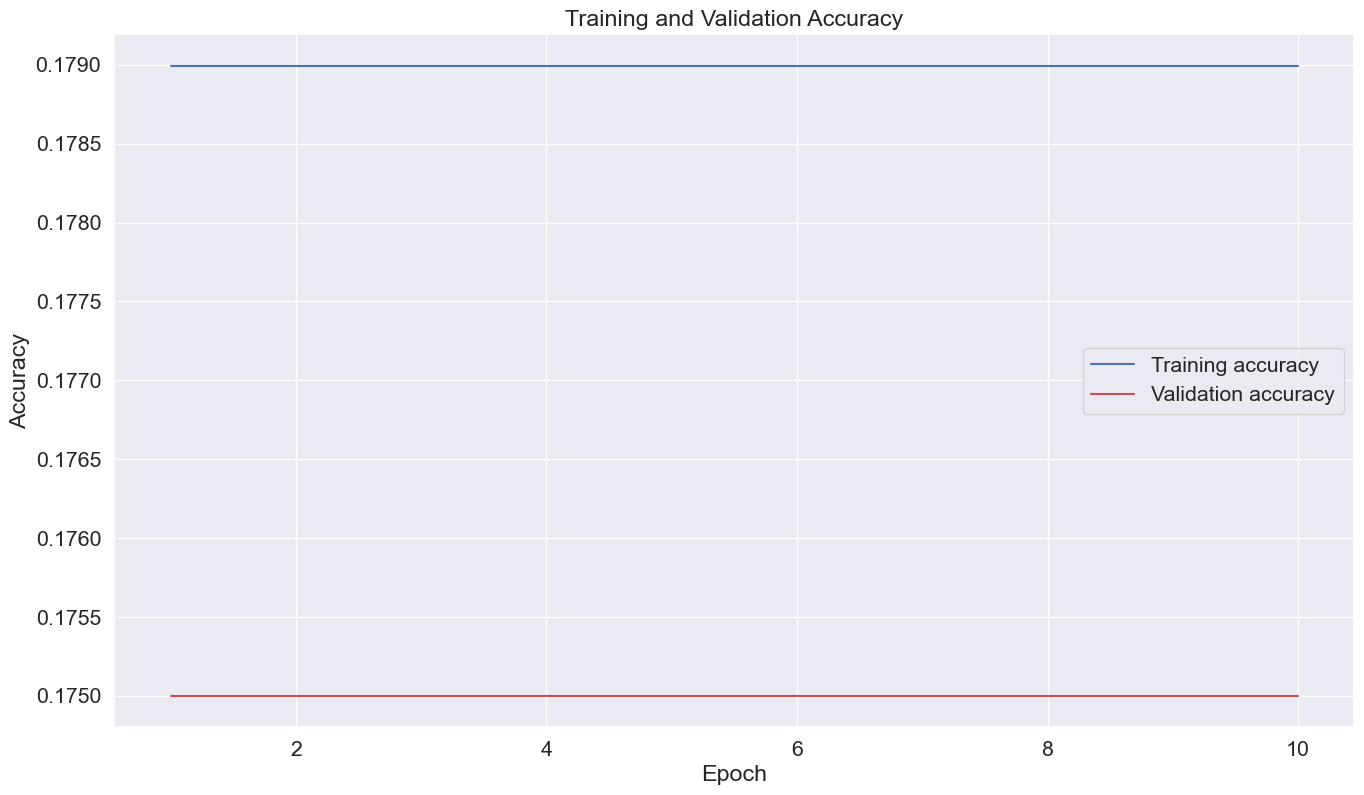 Training and Validation Accuracy
0.1790
0.1785
0.1780
0.1775
0.1770
0.1765
0.1760
0.1755
0.1750
Accuracy
Training accuracy
Validation accuracy
2
4
6
8
10
Epoch